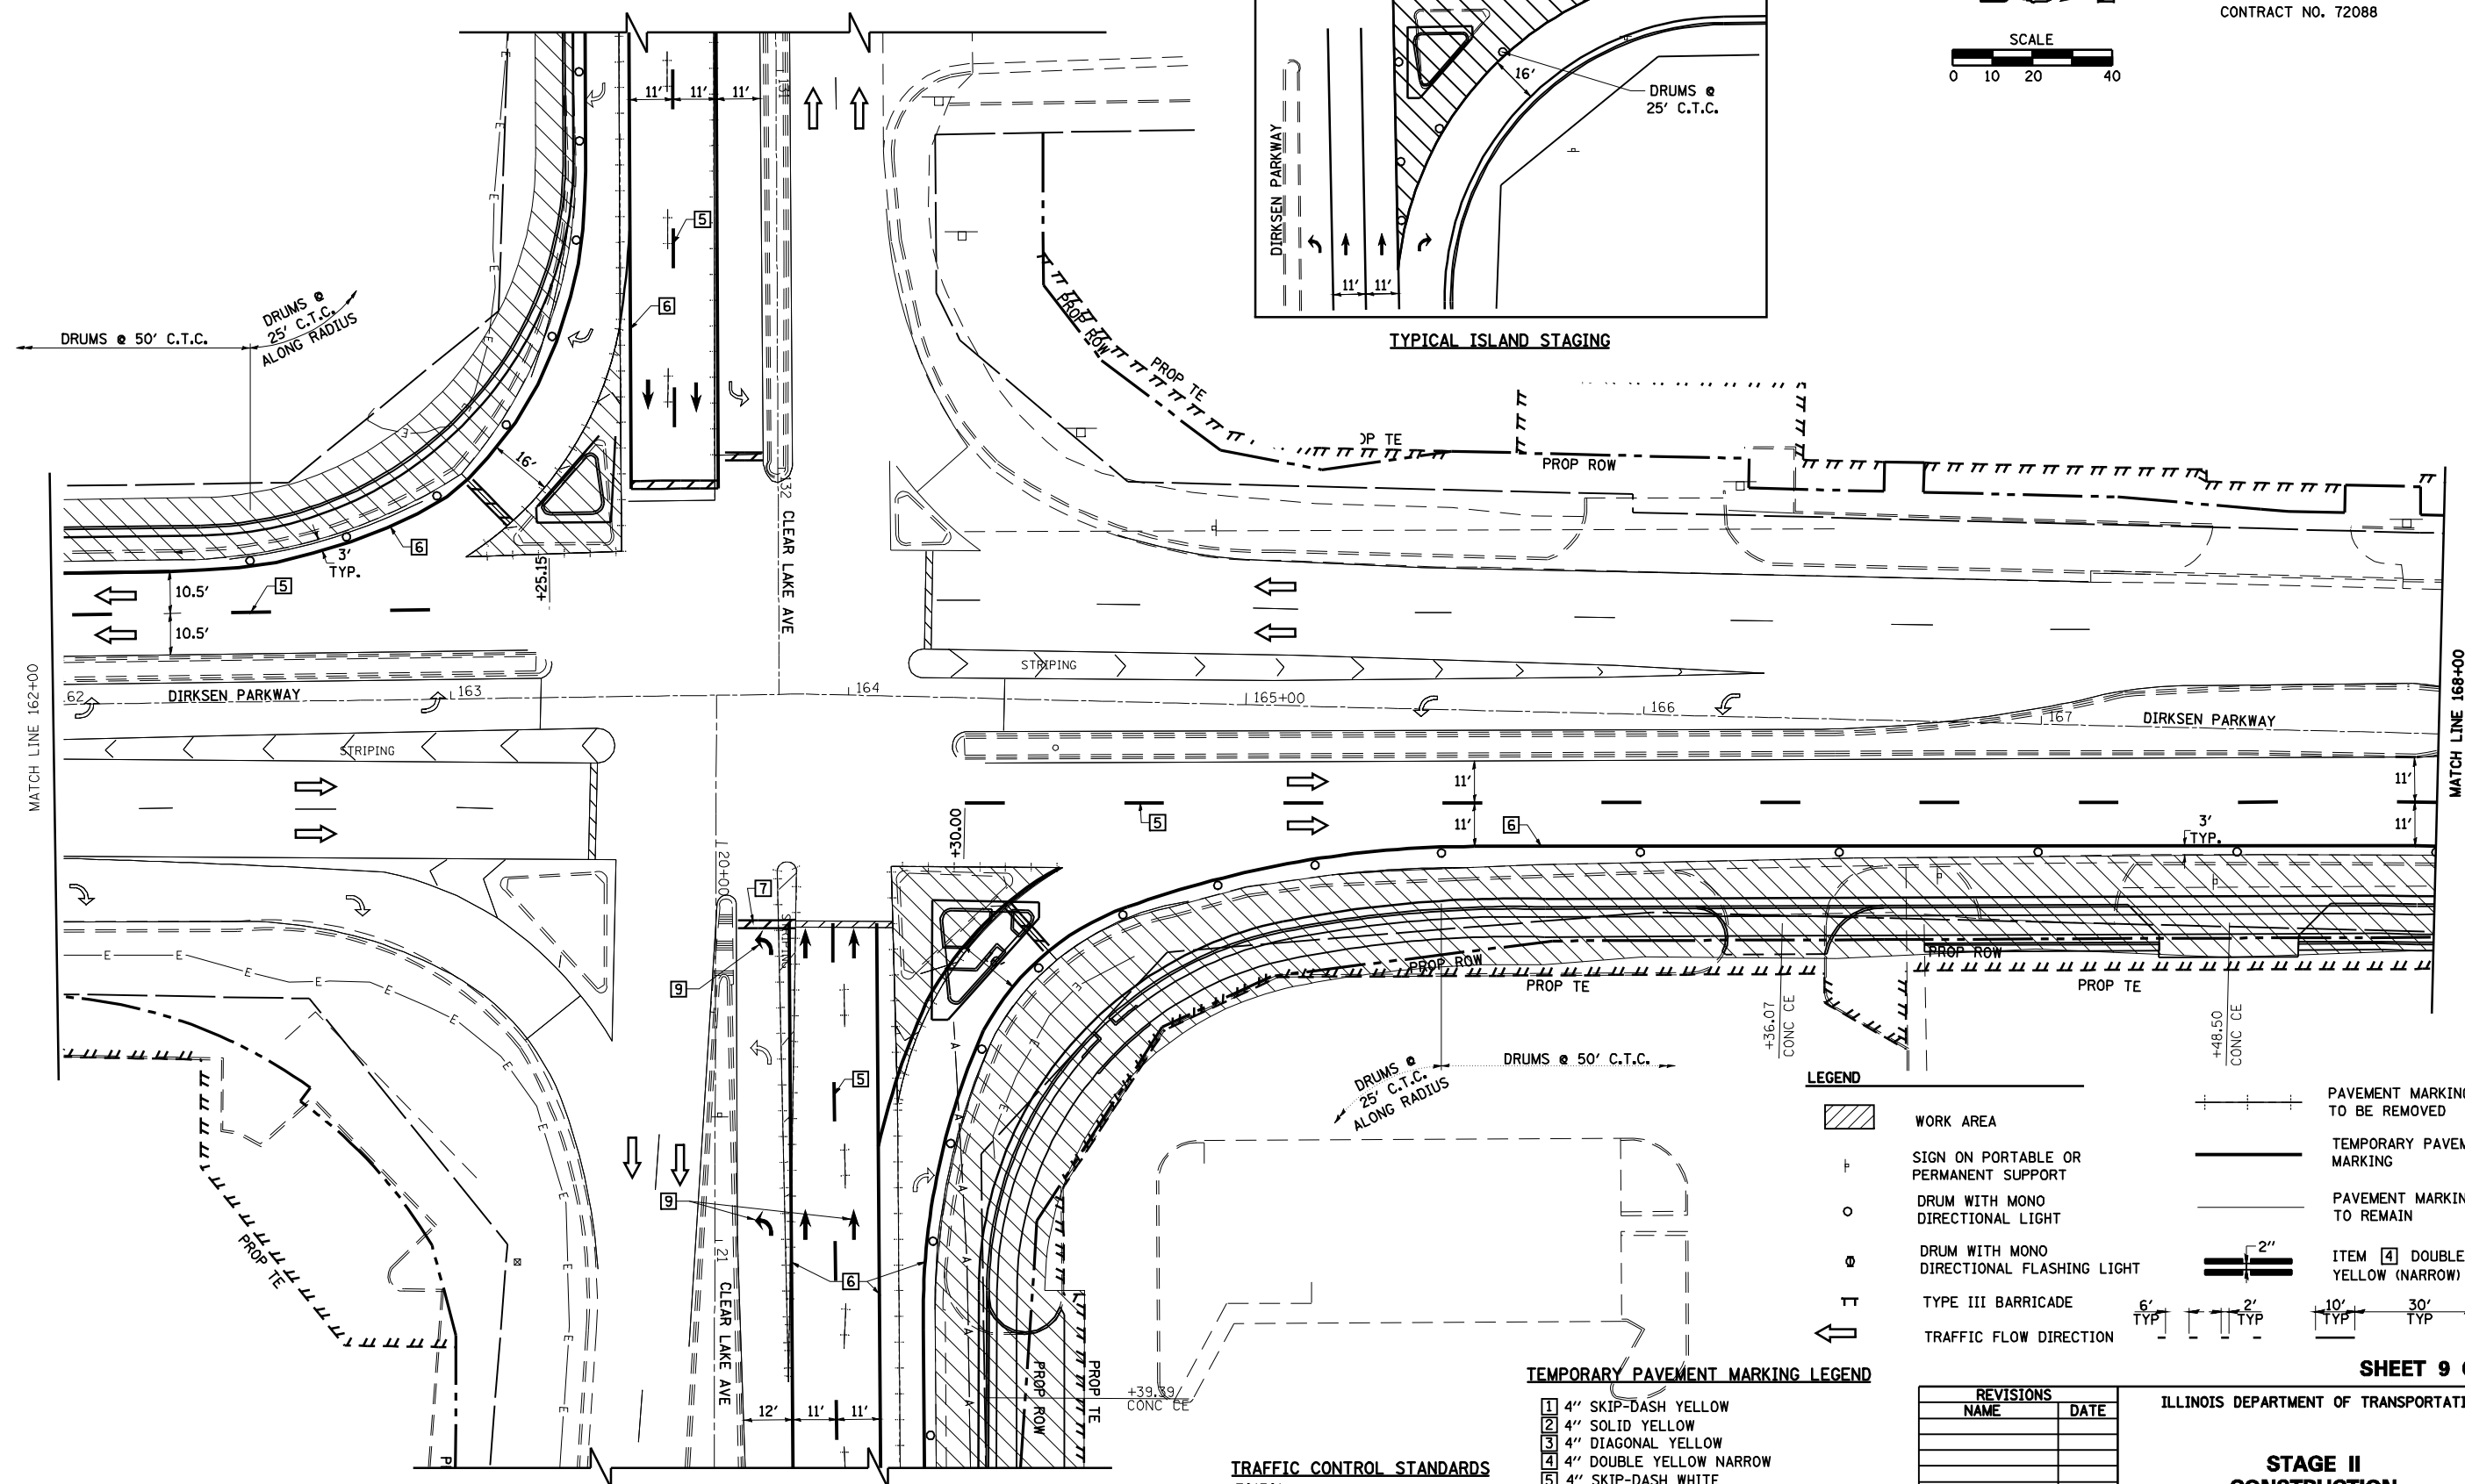 CONTRACT NO. 72088
SCALE
0 10 20 40
DRUMS @
25' C.T.C.
16'
DIRKSEN PARKWAY
11' 11'
TYPICAL ISLAND STAGING
11' 11' 11'
131
5
6
DRUMS @ 50' C.T.C.
DRUMS @
25' C.T.C.
ALONG RADIUS
E
E
E
E
E
E
16'
3'
TYP.
6
5
10.5'
10.5'
+25.15
132
CLEAR LAKE AVE
PROP ROW
PROP TE
PROP ROW
MATCH LINE 162+00
62
DIRKSEN PARKWAY
163
164
165+00
166
167
DIRKSEN PARKWAY
STRIPING
STRIPING
MATCH LINE 168+00
11'
11'
11'
11'
+30.00
5
6
3'
TYP.
20+00
7
9
5
9
6
21
CLEAR LAKE AVE
12' 11' 11'
E
E
E
E
E
E
E
E
E
E
E
PROP TE
A
A
A
A
A
E
E
PROP ROW
PROP TE
PROP ROW
PROP TE
PROP ROW
PROP TE
+36.07
CONC CE
+48.50
CONC CE
+39.39
CONC CE
DRUMS @
25' C.T.C.
ALONG RADIUS
DRUMS @ 50' C.T.C.
LEGEND
WORK AREA
SIGN ON PORTABLE OR
PERMANENT SUPPORT
DRUM WITH MONO
DIRECTIONAL LIGHT
DRUM WITH MONO
DIRECTIONAL FLASHING LIGHT
TYPE III BARRICADE
TRAFFIC FLOW DIRECTION
PAVEMENT MARKING
TO BE REMOVED
TEMPORARY PAVEM
MARKING
PAVEMENT MARKIN
TO REMAIN
2"
ITEM 4 DOUBLE
YELLOW (NARROW)
6'
TYP
2'
TYP
10'
TYP
30'
TYP
TEMPORARY PAVEMENT MARKING LEGEND
1 4" SKIP-DASH YELLOW
2 4" SOLID YELLOW
3 4" DIAGONAL YELLOW
4 4" DOUBLE YELLOW NARROW
5 4" SKIP-DASH WHITE
TRAFFIC CONTROL STANDARDS
SHEET 9
REVISIONS
NAME DATE
ILLINOIS DEPARTMENT OF TRANSPORTATI
STAGE II
CONSTRUCTION